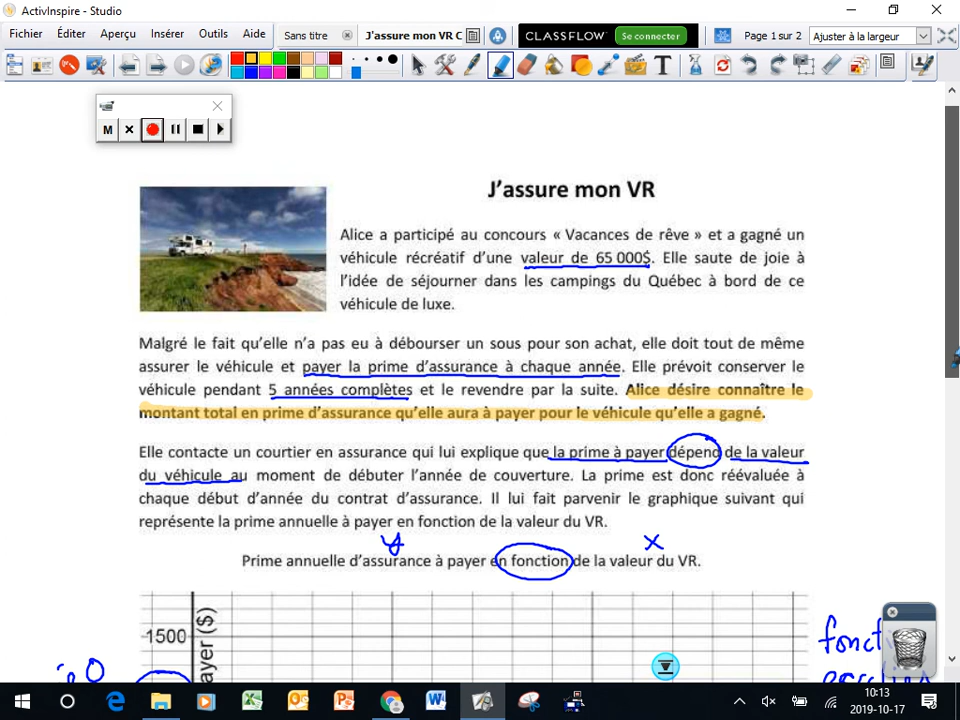 ActivInspire - Studio
Fichier Éditer Aperçu Insérer Outils Aide Sans titre J'assure mon VR C CLASSFLOW Se connecter Page 1 sur 2 Ajuster à la largeur
M
J'assure mon VR
Alice a participé au concours « Vacances de rêve » et a gagné un
véhicule récréatif d'une valeur de 65 000$. Elle saute de joie à
l'idée de séjourner dans les campings du Québec à bord de ce
véhicule de luxe.
Malgré le fait qu'elle n'a pas eu à débourser un sous pour son achat, elle doit tout de même
assurer le véhicule et payer la prime d'assurance à chaque année. Elle prévoit conserver le
véhicule pendant 5 années complètes et le revendre par la suite. Alice désire connaître le
montant total en prime d'assurance qu'elle aura à payer pour le véhicule qu'elle a gagné.
Elle contacte un courtier en assurance qui lui explique que la prime à payer dépend de la valeur
du véhicule au moment de débuter l'année de couverture. La prime est donc réévaluée à
chaque début d'année du contrat d'assurance. Il lui fait parvenir le graphique suivant qui
représente la prime annuelle à payer en fonction de la valeur du VR.
y x
Prime annuelle d'assurance à payer en fonction de la valeur du VR.
1500
ayer ($)
10:13
2019-10-17